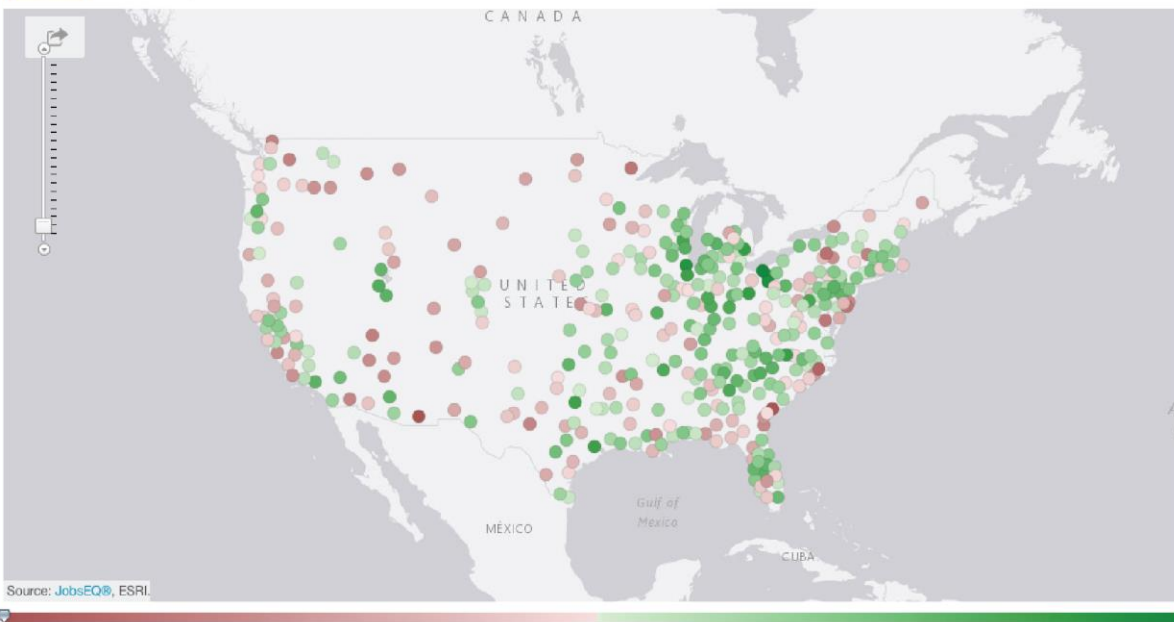 CANADA
UNITED
STATES
Gulf of
Mexico
MÉXICO
CUBA
Source: JobsEQ®, ESRI.